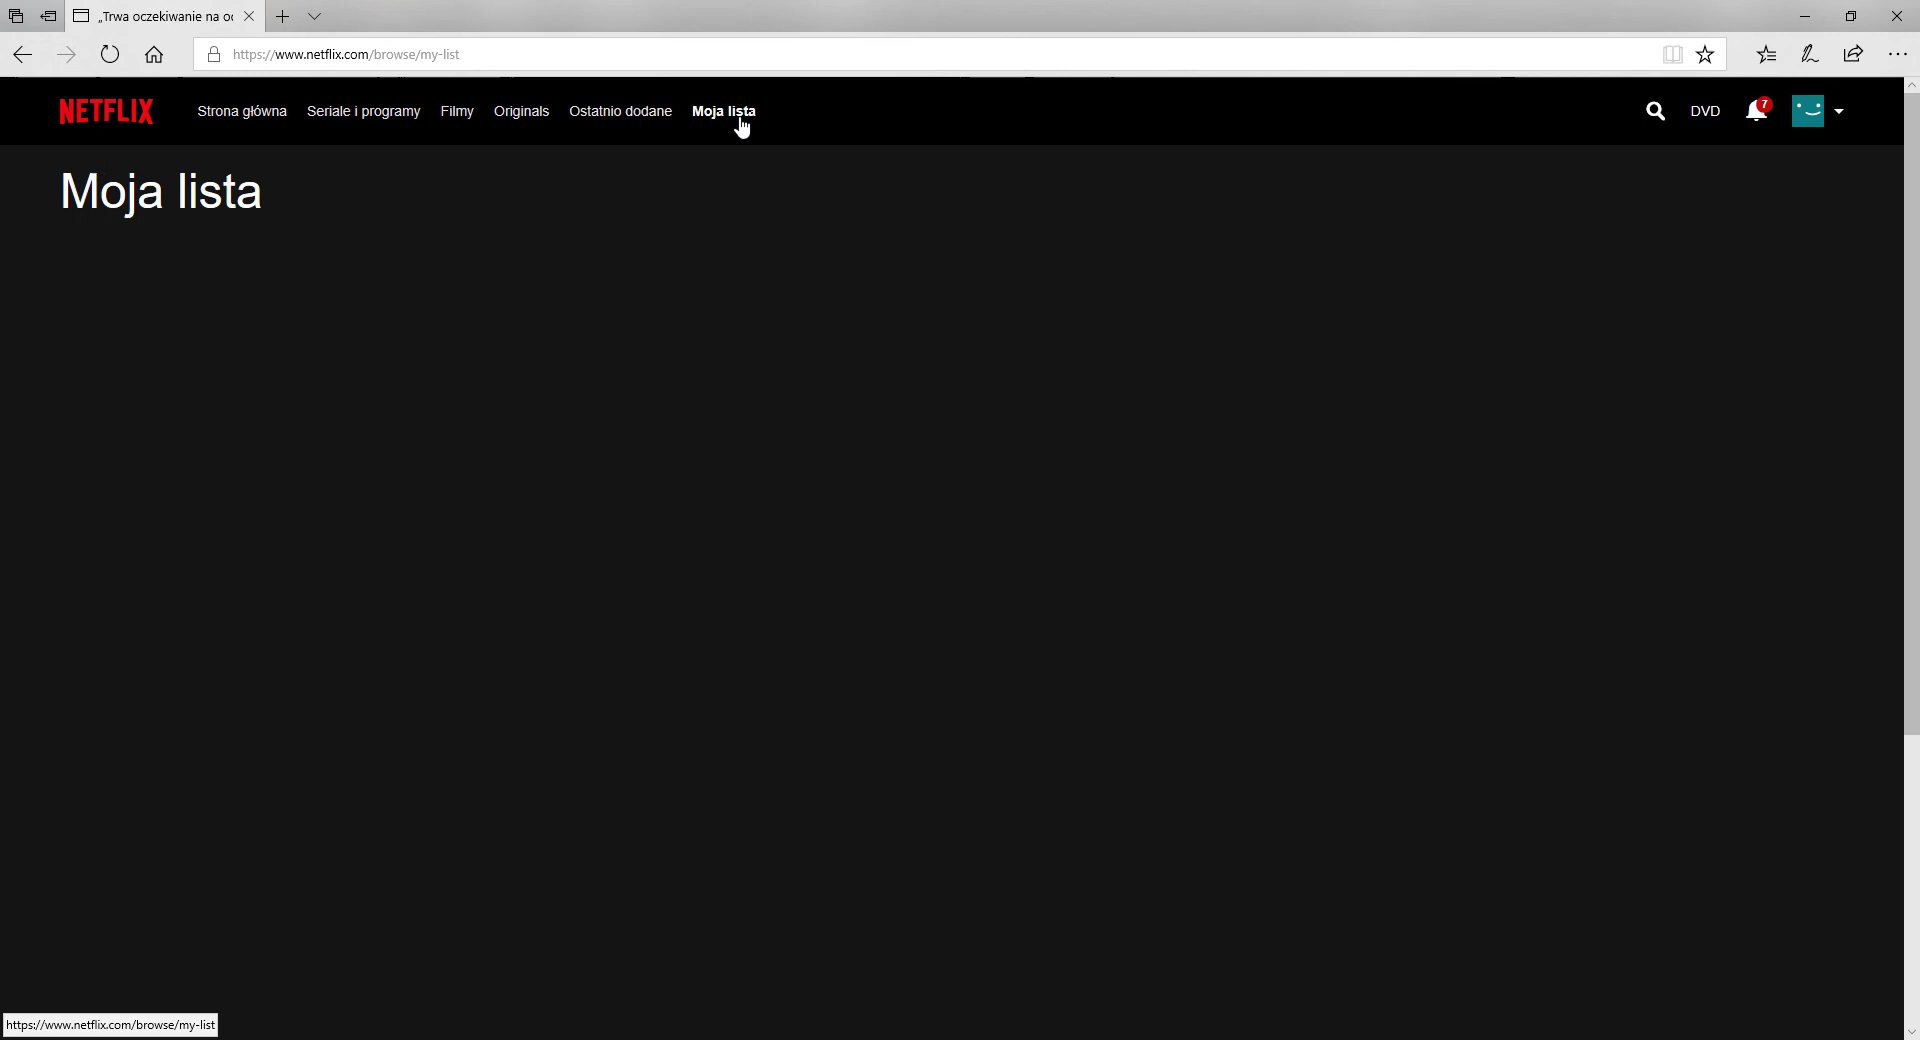 „Trwa oczekiwanie na
https://www.netflix.com/browse/my-list
NETFLIX Strona główna Seriale i programy Filmy Originals Ostatnio dodane Moja lista DVD 7
Moja lista
https://www.netflix.com/browse/my-list